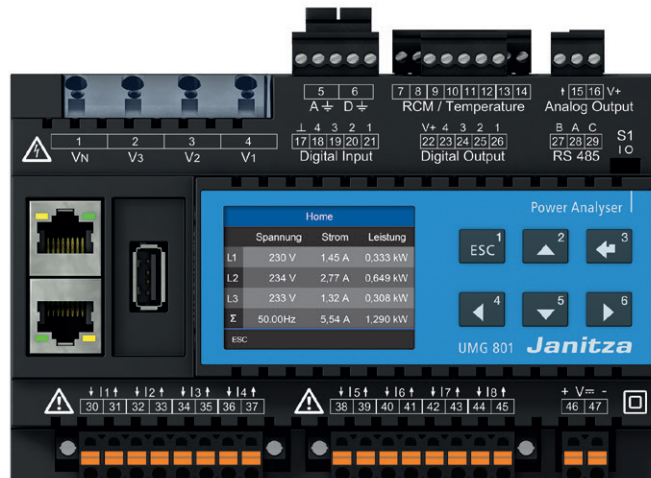 5 6
A D
7 8 9 10 11 12 13 14
RCM / Temperature
15 16 V+
Analog Output
1 2 3 4
VN V3 V2 V1
4 3 2 1
17 18 19 20 21
Digital Input
V+ 4 3 2 1
22 23 24 25 26
Digital Output
B A C
27 28 29
RS 485
S1
I O
Power Analyser
Home
Spannung Strom Leistung
L1 230 V 1,45 A 0,333 kW
L2 234 V 2,77 A 0,649 kW
L3 233 V 1,32 A 0,308 kW
Σ 50.00Hz 5,54 A 1,290 kW
ESC
ESC 1
2
3
4
5
6
UMG 801 Janitza
I1 I2 I3 I4
30 31 32 33 34 35 36 37
I5 I6 I7 I8
38 39 40 41 42 43 44 45
+ V= -
46 47